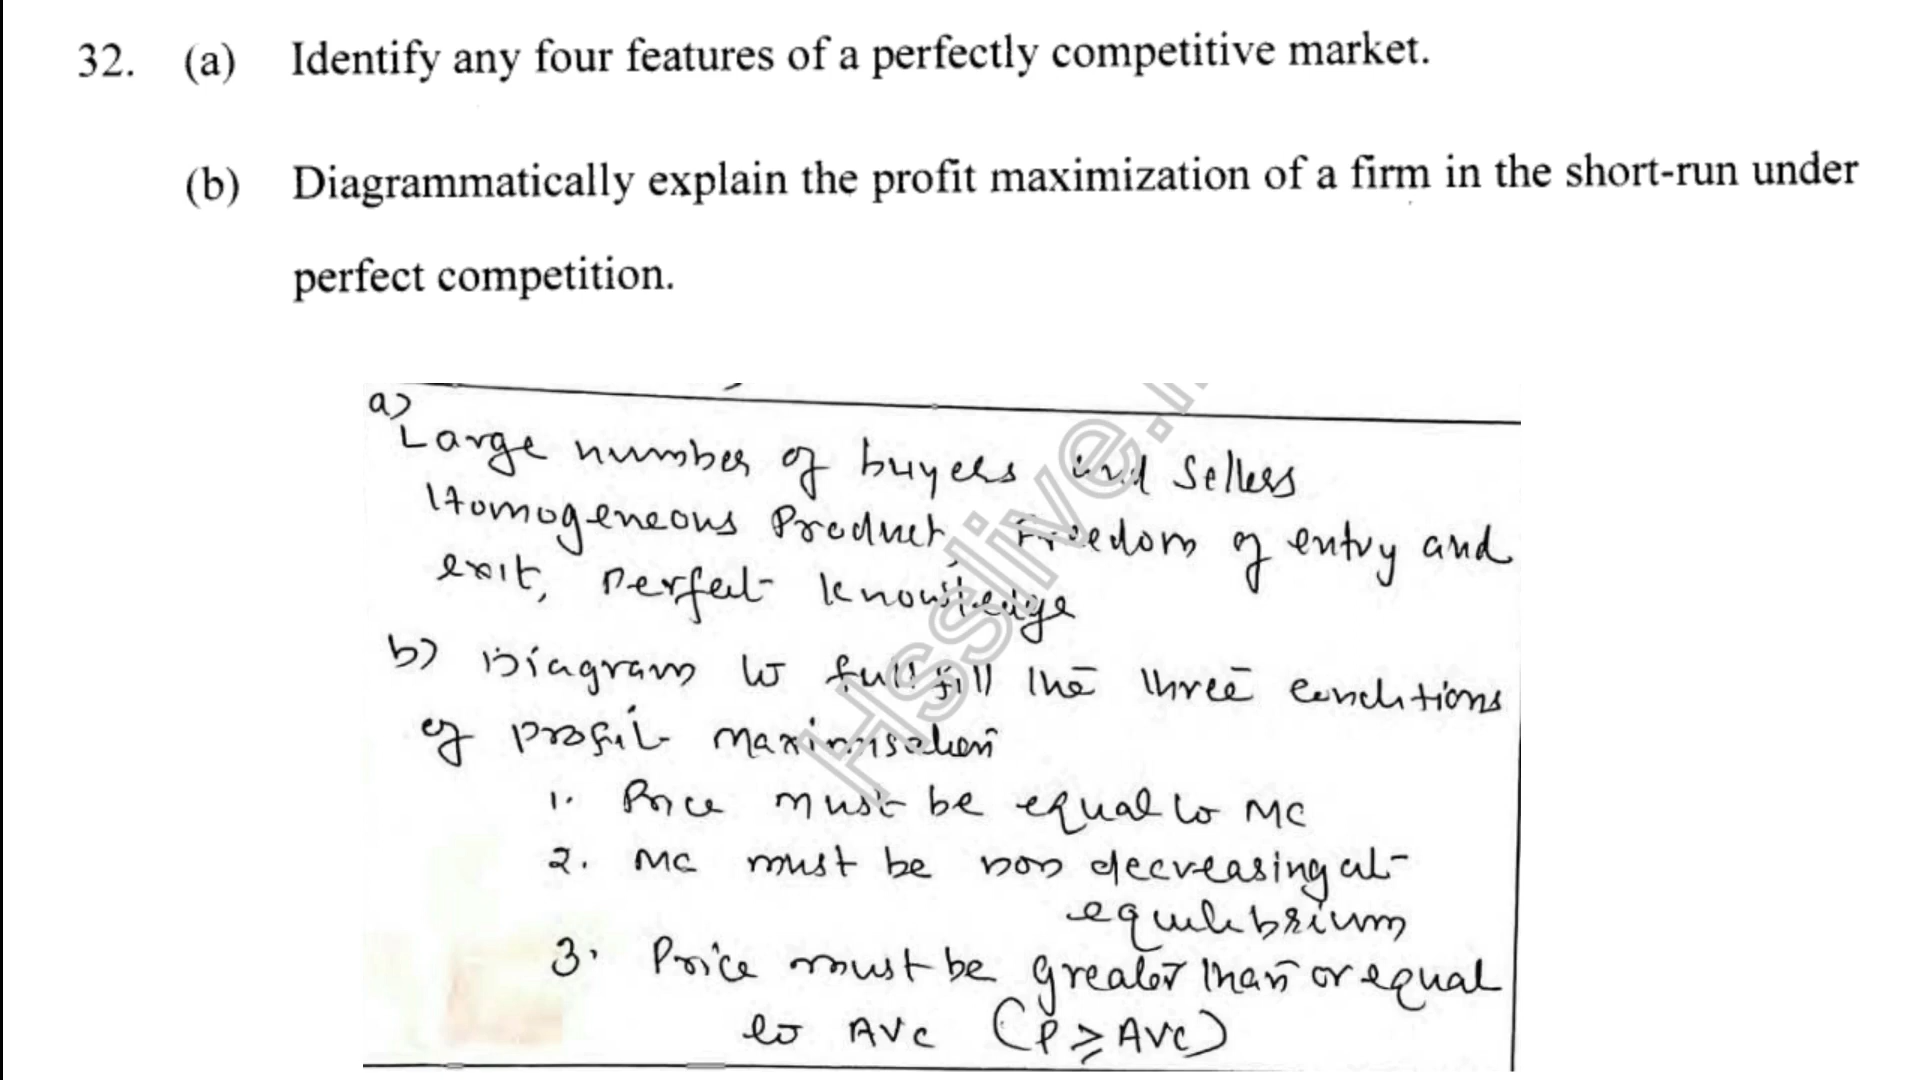 32. (a) Identify any four features of a perfectly competitive market.
(b) Diagrammatically explain the profit maximization of a firm in the short-run under
perfect competition.
a)
Large number of buyers and Sellers
Homogeneous Product, Freedom of entry and
exit, perfect knowledge
b) Diagram to full fill the three conditions
of profit maximisation
1. Price must be equal to MC
2. MC must be non decreasing at
equilibrium
3. Price must be greater than or equal
to AVC (P ≥ AVC)
Hsslive.